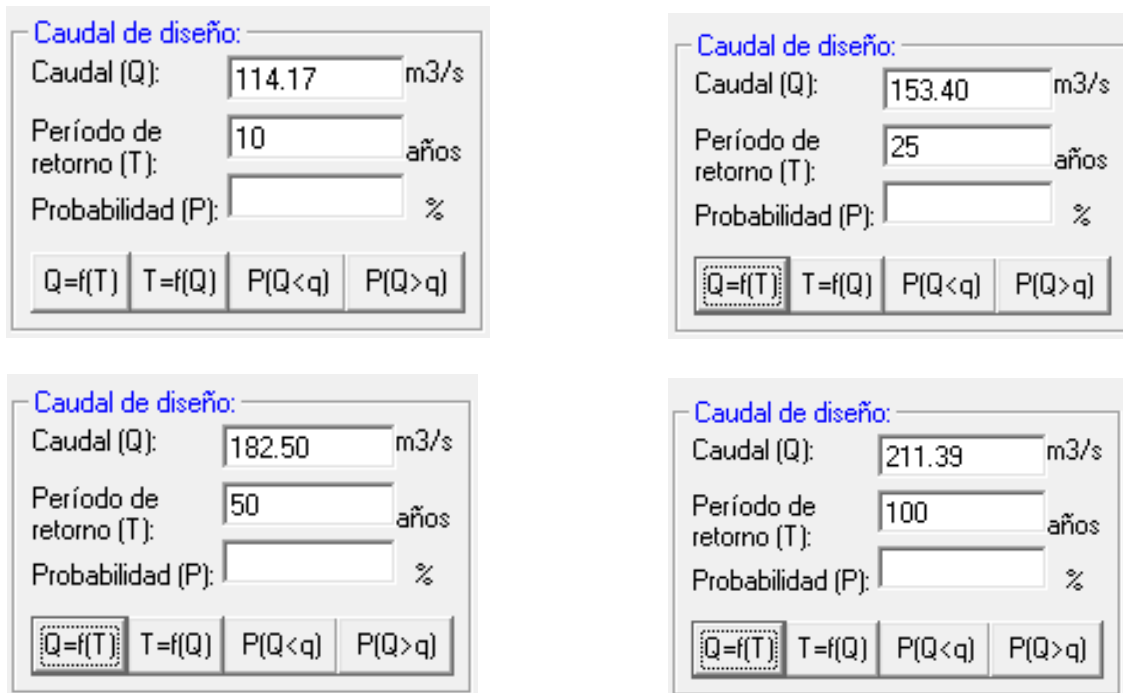 Caudal de diseño:
Caudal (Q): 114.17 m3/s
Período de
retorno (T): 10 años
Probabilidad (P): %
Q=f(T) T=f(Q) P(Q<q) P(Q>q)
Caudal de diseño:
Caudal (Q): 153.40 m3/s
Período de
retorno (T): 25 años
Probabilidad (P): %
Q=f(T) T=f(Q) P(Q<q) P(Q>q)
Caudal de diseño:
Caudal (Q): 182.50 m3/s
Período de
retorno (T): 50 años
Probabilidad (P): %
Q=f(T) T=f(Q) P(Q<q) P(Q>q)
Caudal de diseño:
Caudal (Q): 211.39 m3/s
Período de
retorno (T): 100 años
Probabilidad (P): %
Q=f(T) T=f(Q) P(Q<q) P(Q>q)